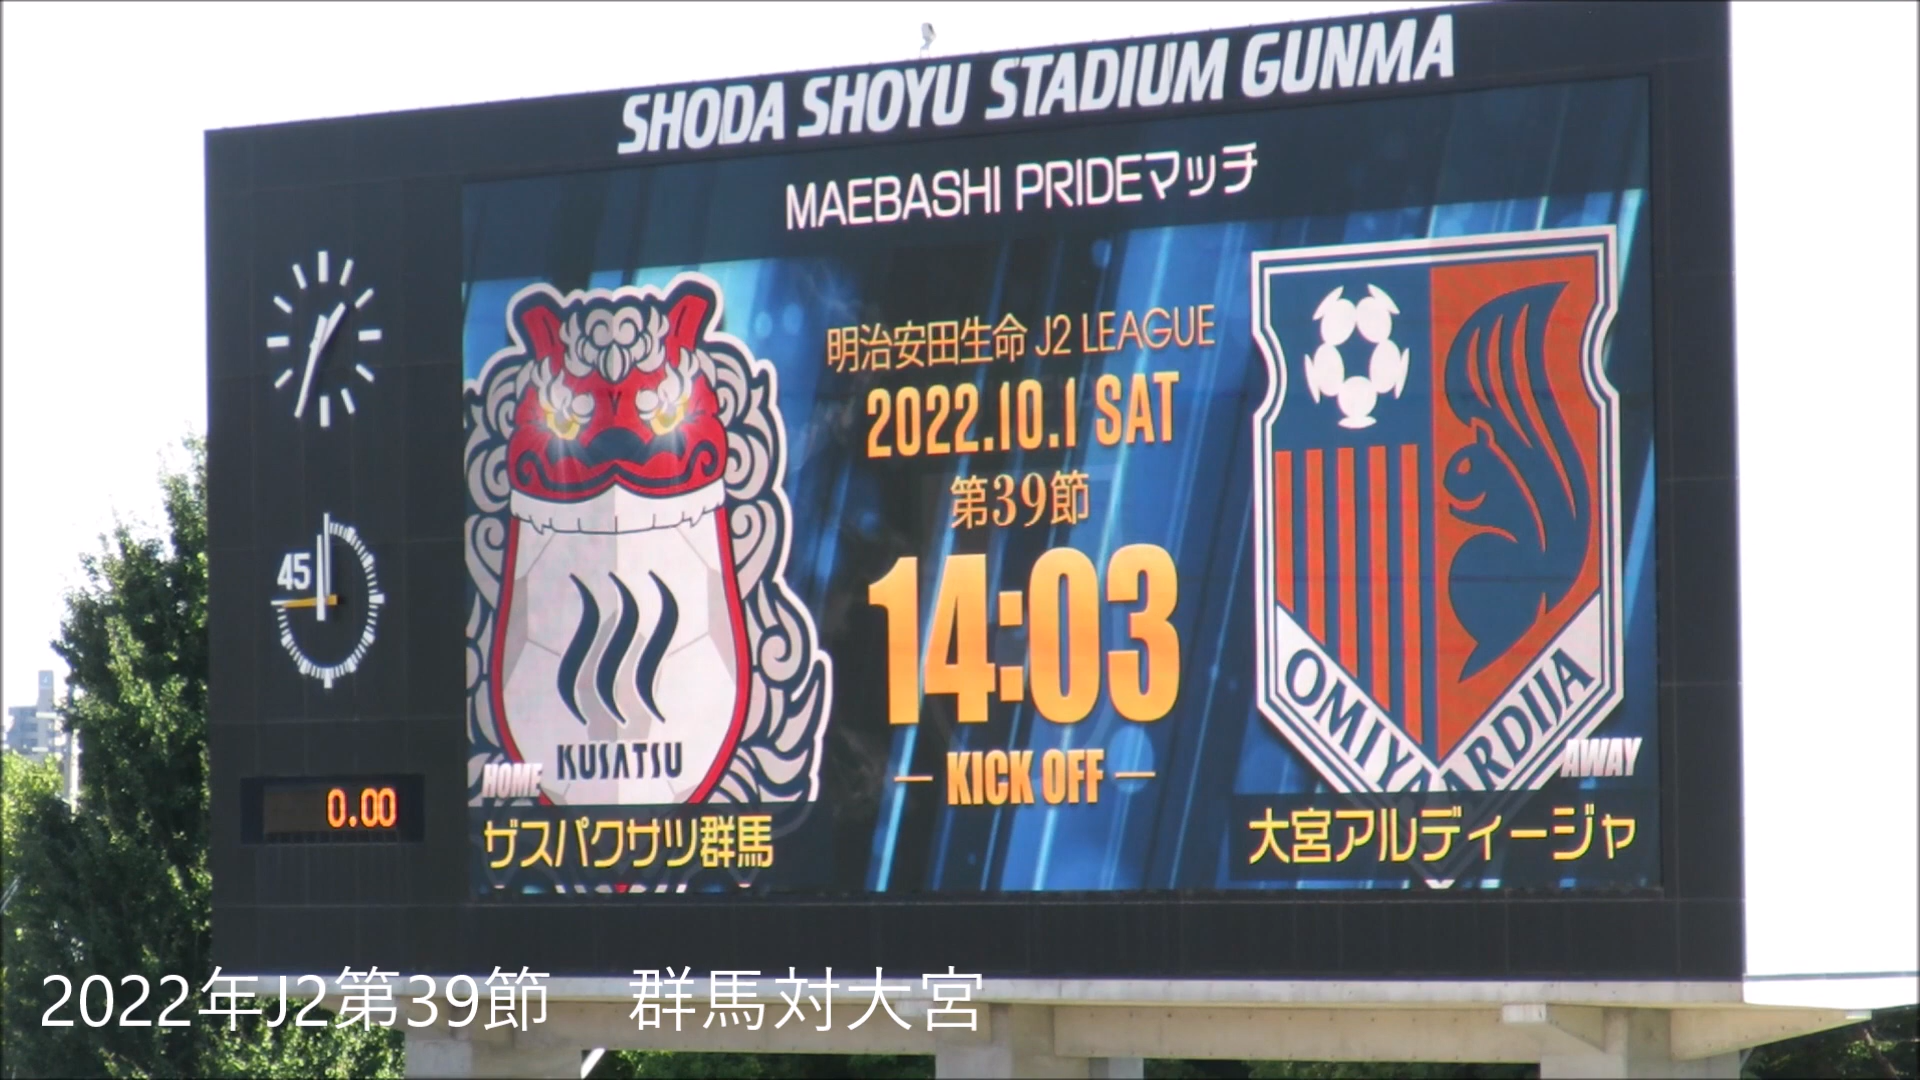 SHODA SHOYU STADIUM GUNMA
MAEBASHI PRIDEマッチ
明治安田生命 J2 LEAGUE
2022.10.1 SAT
第39節
14:03
KICK OFF
45
0.00
KUSATSU
HOME
ザスパクサツ群馬
OMIYA ARDIJA
AWAY
大宮アルディージャ
2022年J2第39節 群馬対大宮